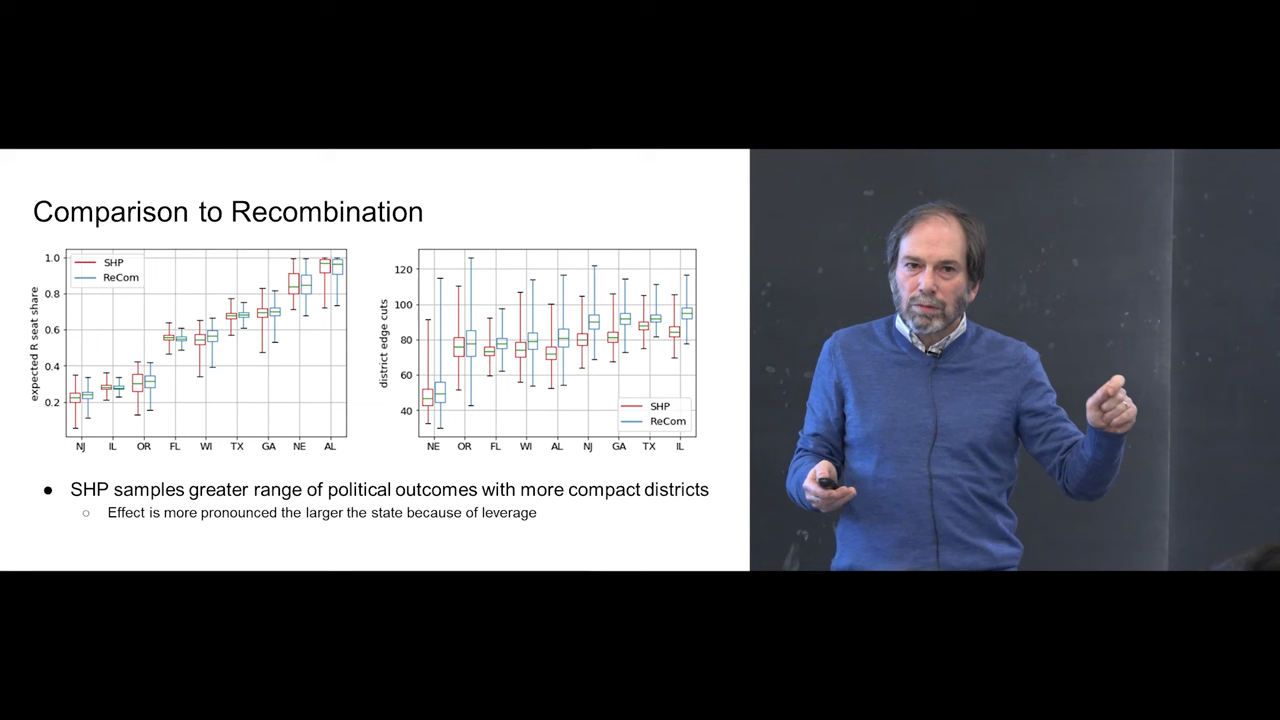 Comparison to Recombination
SHP
ReCom
expected R seat share
1.0
0.8
0.6
0.4
0.2
NJ IL OR FL WI TX GA NE AL
district edge cuts
120
100
80
60
40
SHP
ReCom
NE OR FL WI AL NJ GA TX IL
● SHP samples greater range of political outcomes with more compact districts
○ Effect is more pronounced the larger the state because of leverage